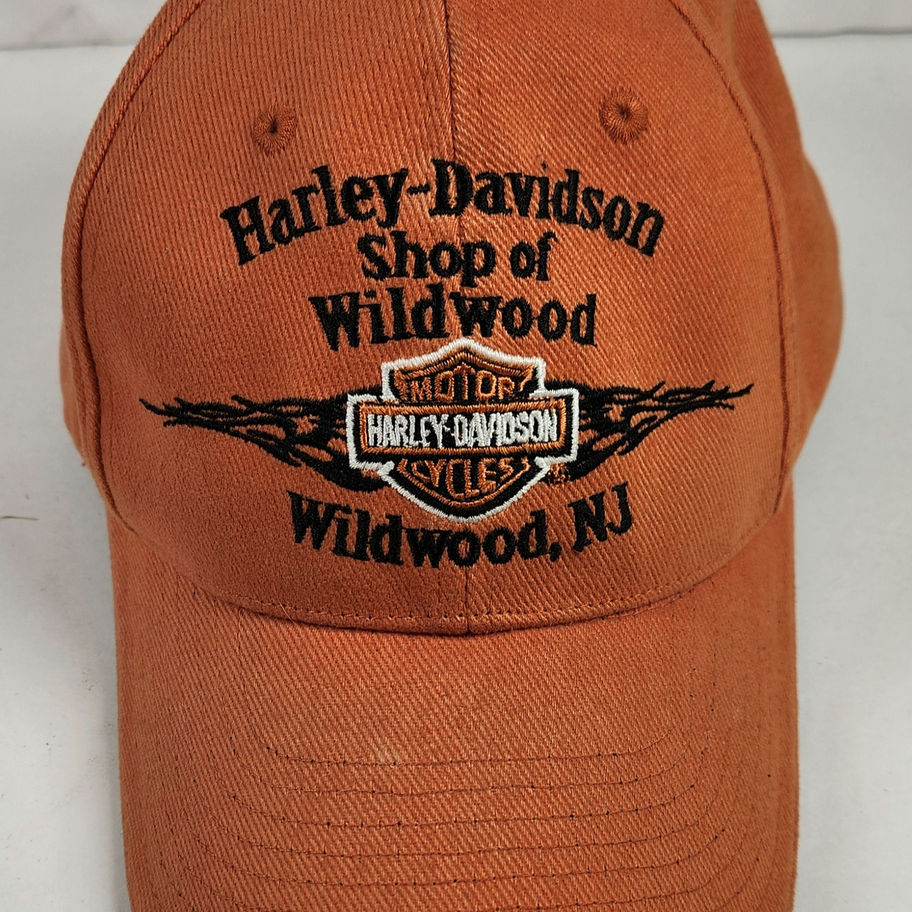 Harley-Davidson
Shop of
Wildwood
MOTOR
HARLEY-DAVIDSON
CYCLES
Wildwood, NJ